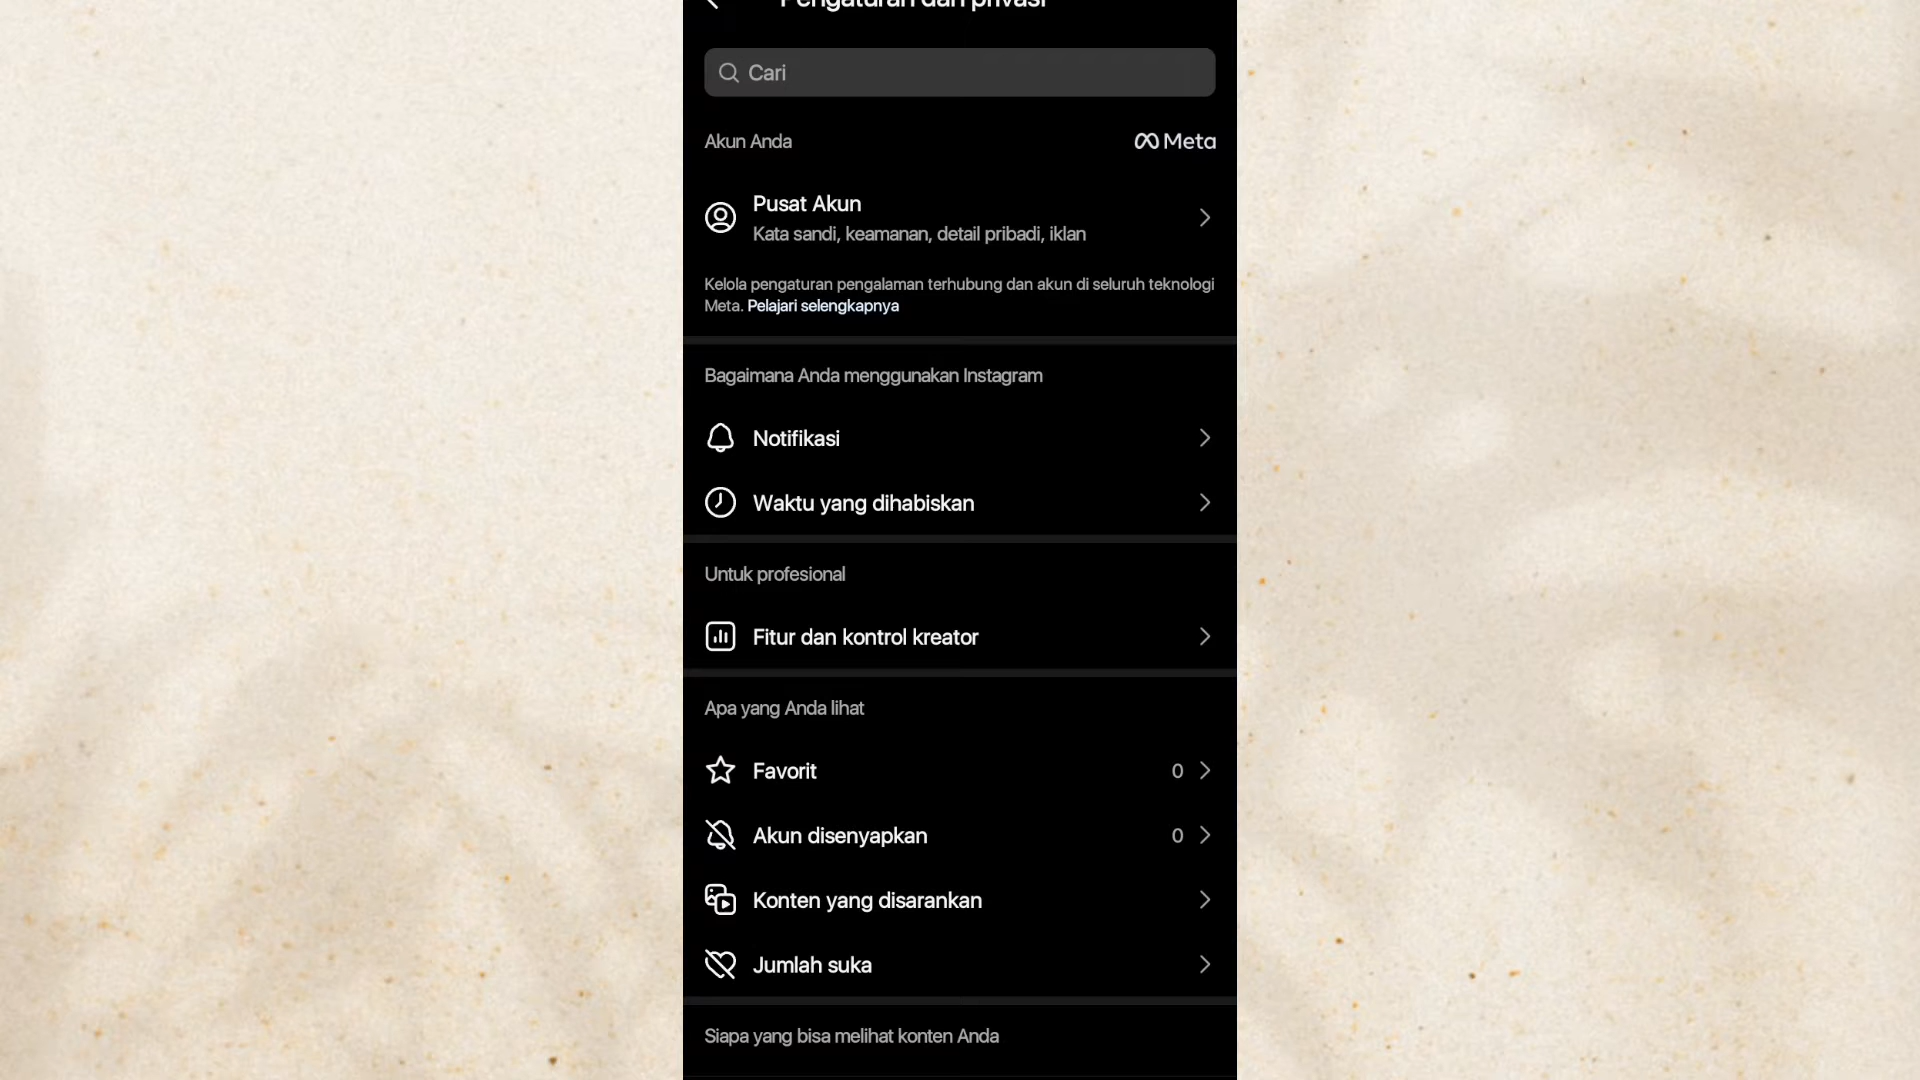 Pengaturan dan privasi
Cari
Akun Anda
Meta
Pusat Akun
Kata sandi, keamanan, detail pribadi, iklan
Kelola pengaturan pengalaman terhubung dan akun di seluruh teknologi
Meta. Pelajari selengkapnya
Bagaimana Anda menggunakan Instagram
Notifikasi
Waktu yang dihabiskan
Untuk profesional
Fitur dan kontrol kreator
Apa yang Anda lihat
Favorit 0
Akun disenyapkan 0
Konten yang disarankan
Jumlah suka
Siapa yang bisa melihat konten Anda